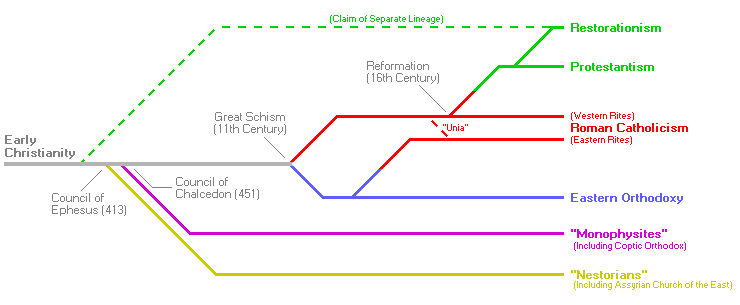 (Claim of Separate Lineage)
Restorationism
Reformation
(16th Century)
Protestantism
Great Schism
(11th Century)
(Western Rites)
"Unia"
Roman Catholicism
(Eastern Rites)
Early
Christianity
Council of
Ephesus (413)
Council of
Chalcedon (451)
Eastern Orthodoxy
"Monophysites"
(Including Coptic Orthodox)
"Nestorians"
(Including Assyrian Church of the East)